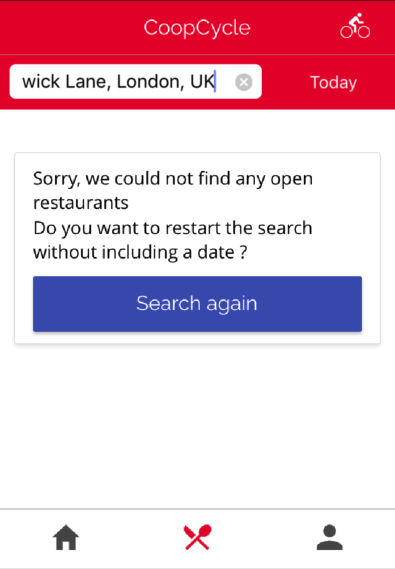 CoopCycle
wick Lane, London, UK
Today
Sorry, we could not find any open
restaurants
Do you want to restart the search
without including a date ?
Search again